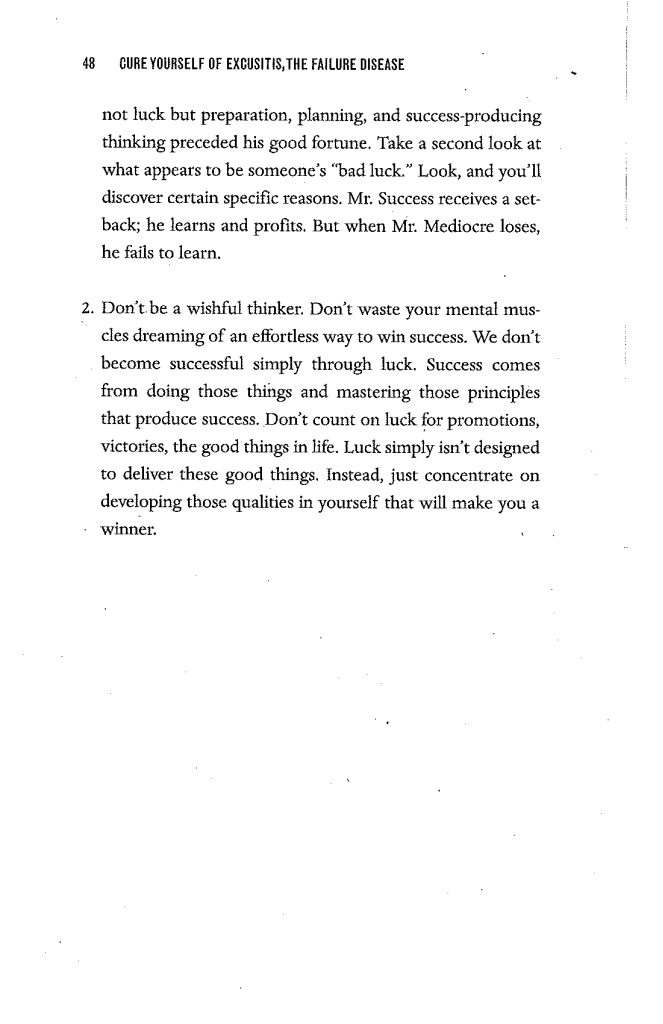 48 CURE YOURSELF OF EXCUSITIS, THE FAILURE DISEASE
not luck but preparation, planning, and success-producing
thinking preceded his good fortune. Take a second look at
what appears to be someone's "bad luck." Look, and you'll
discover certain specific reasons. Mr. Success receives a set-
back; he learns and profits. But when Mr. Mediocre loses,
he fails to learn.
2. Don't be a wishful thinker. Don't waste your mental mus-
cles dreaming of an effortless way to win success. We don't
become successful simply through luck. Success comes
from doing those things and mastering those principles
that produce success. Don't count on luck for promotions,
victories, the good things in life. Luck simply isn't designed
to deliver these good things. Instead, just concentrate on
developing those qualities in yourself that will make you a
winner.